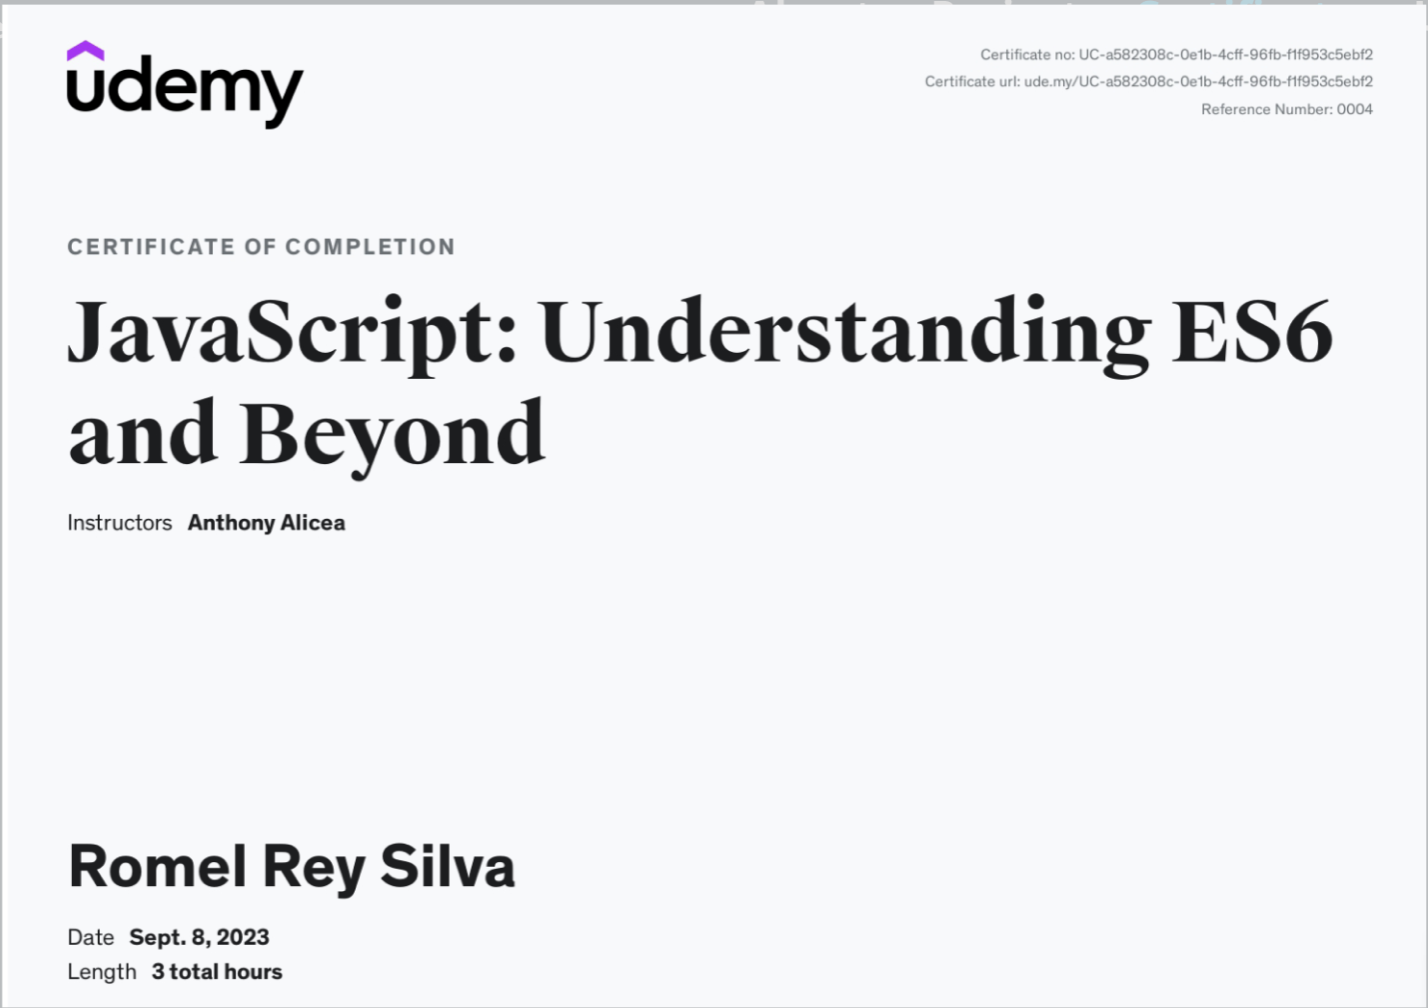 udemy
Certificate no: UC-a582308c-0e1b-4cff-96fb-f1f953c5ebf2
Certificate url: ude.my/UC-a582308c-0e1b-4cff-96fb-f1f953c5ebf2
Reference Number: 0004
CERTIFICATE OF COMPLETION
JavaScript: Understanding ES6
and Beyond
Instructors Anthony Alicea
Romel Rey Silva
Date Sept. 8, 2023
Length 3 total hours